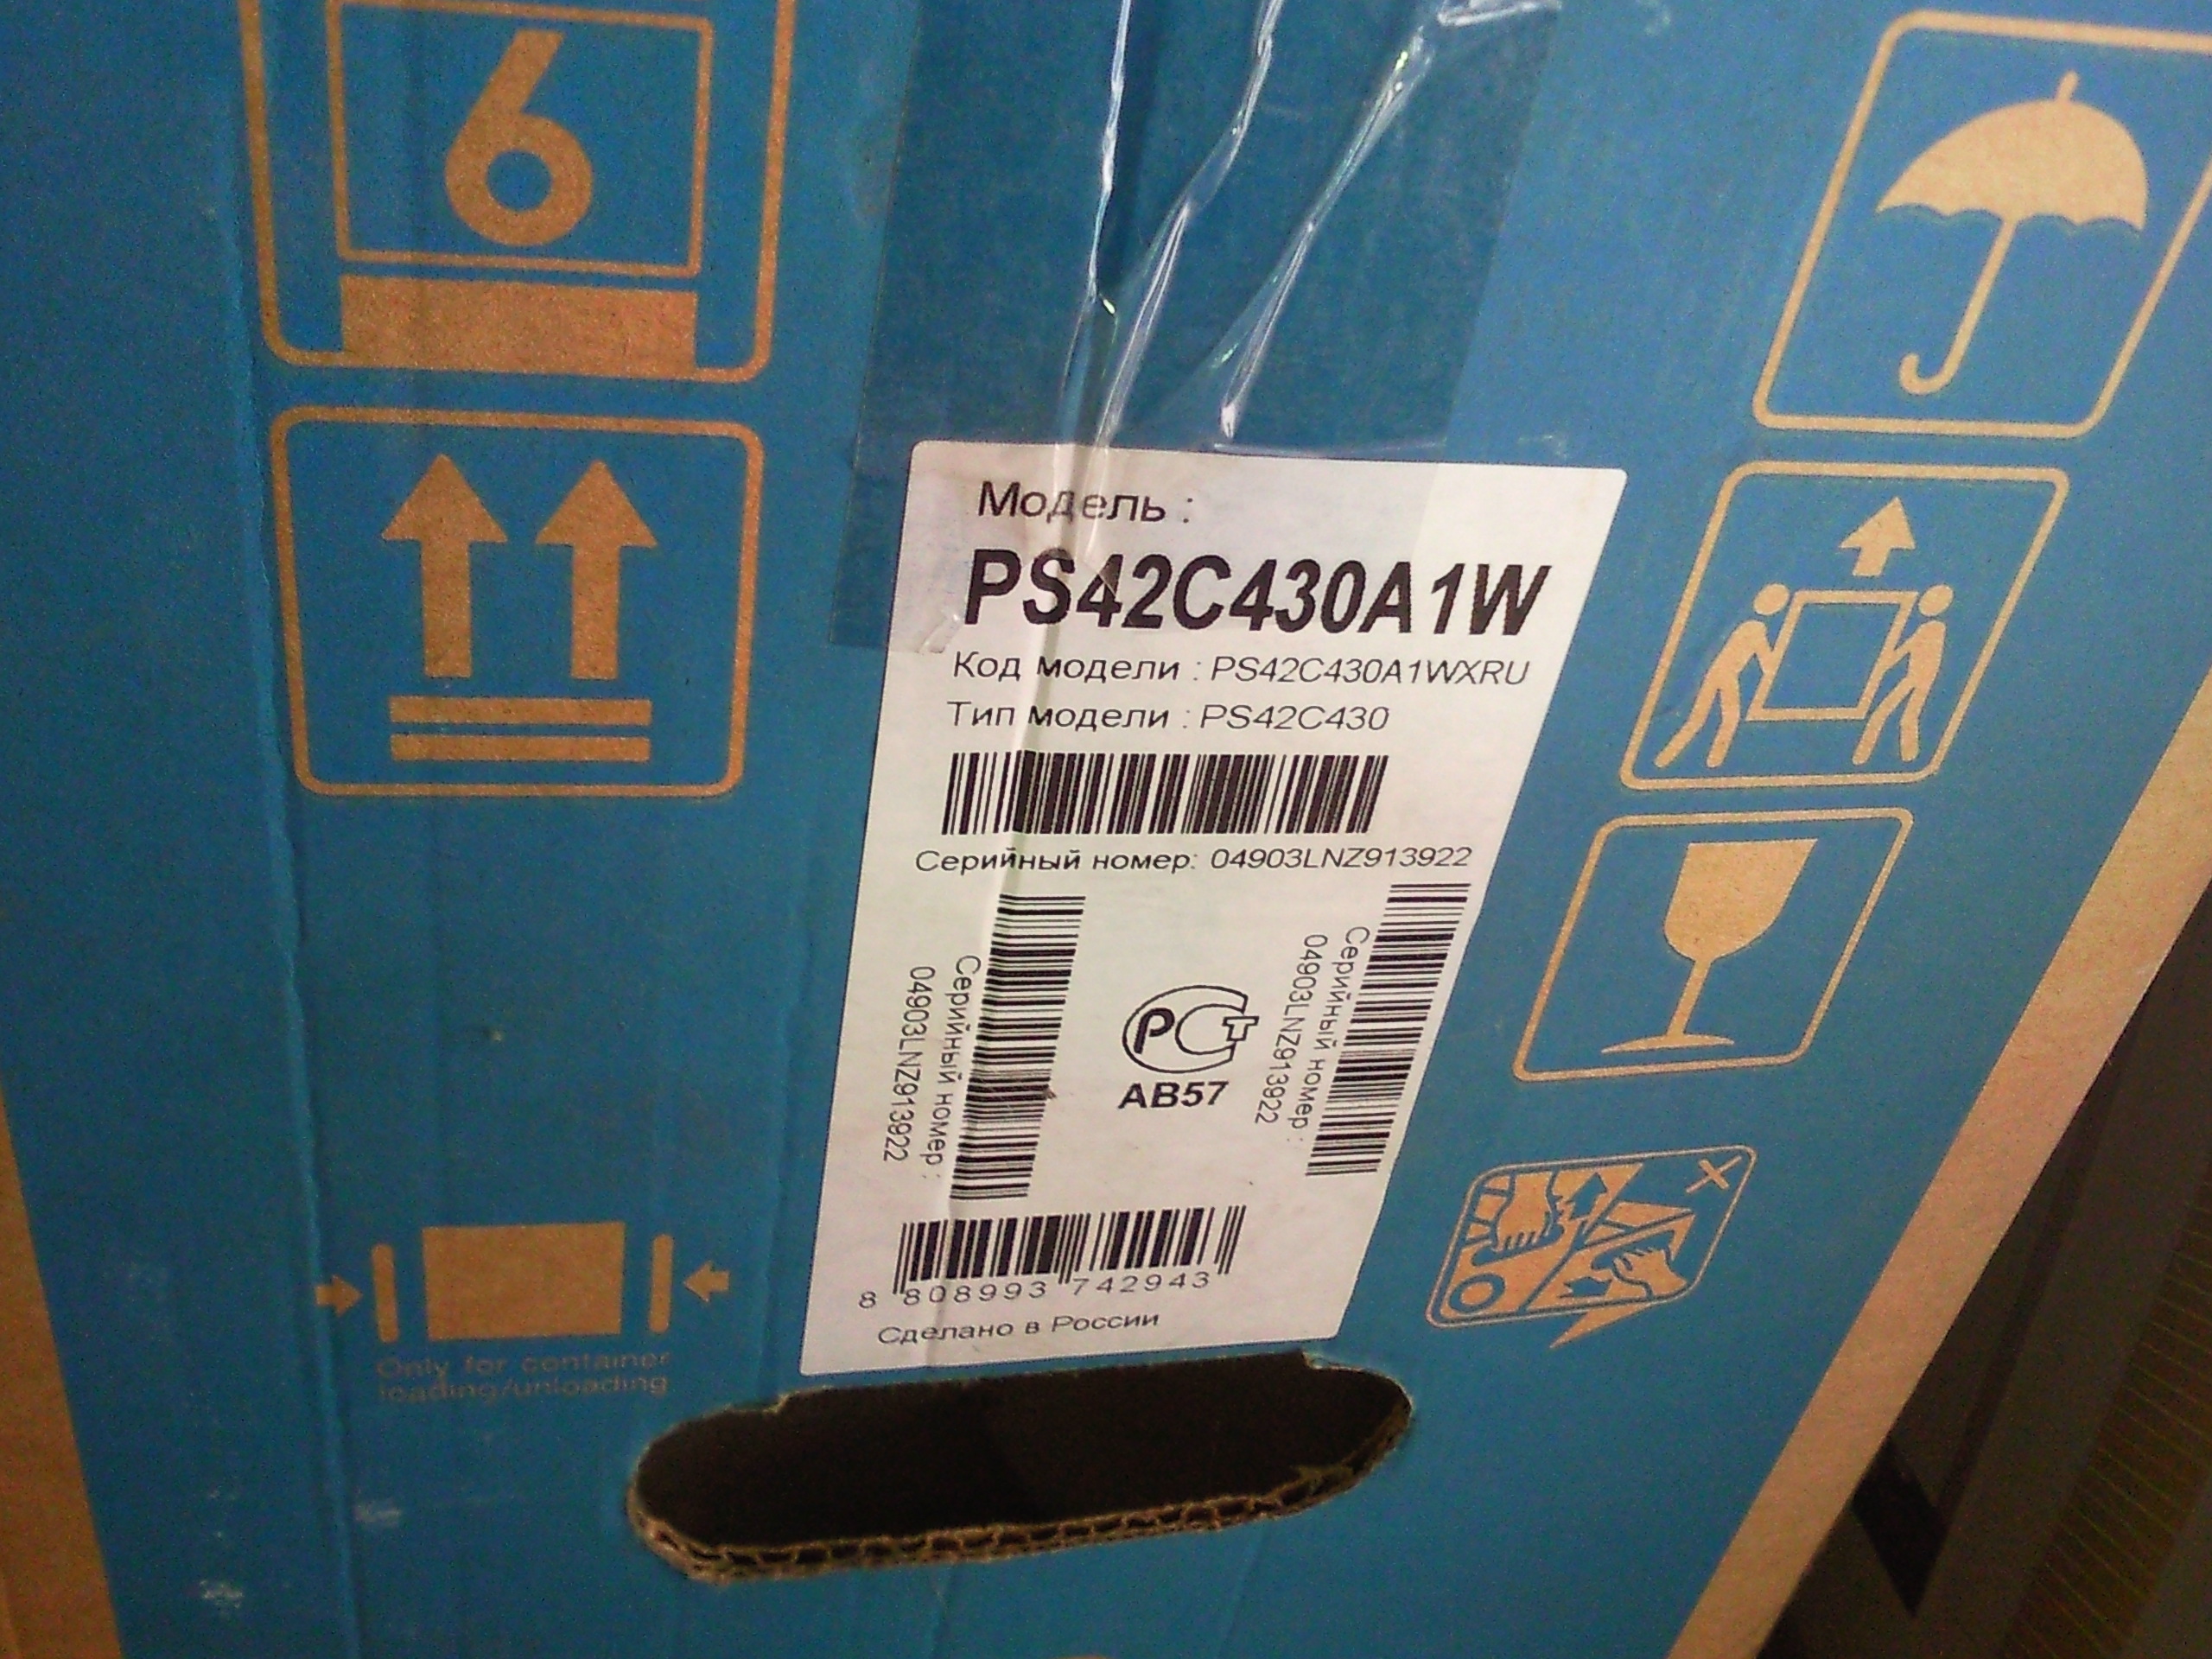 6
Модель :
PS42C430A1W
Код модели : PS42C430A1WXRU
Тип модели : PS42C430
Серийный номер: 04903LNZ913922
Серийный номер :
04903LNZ913922
Серийный номер :
04903LNZ913922
РС
АВ57
8 808993 742943
Сделано в России
Only for container
loading/unloading